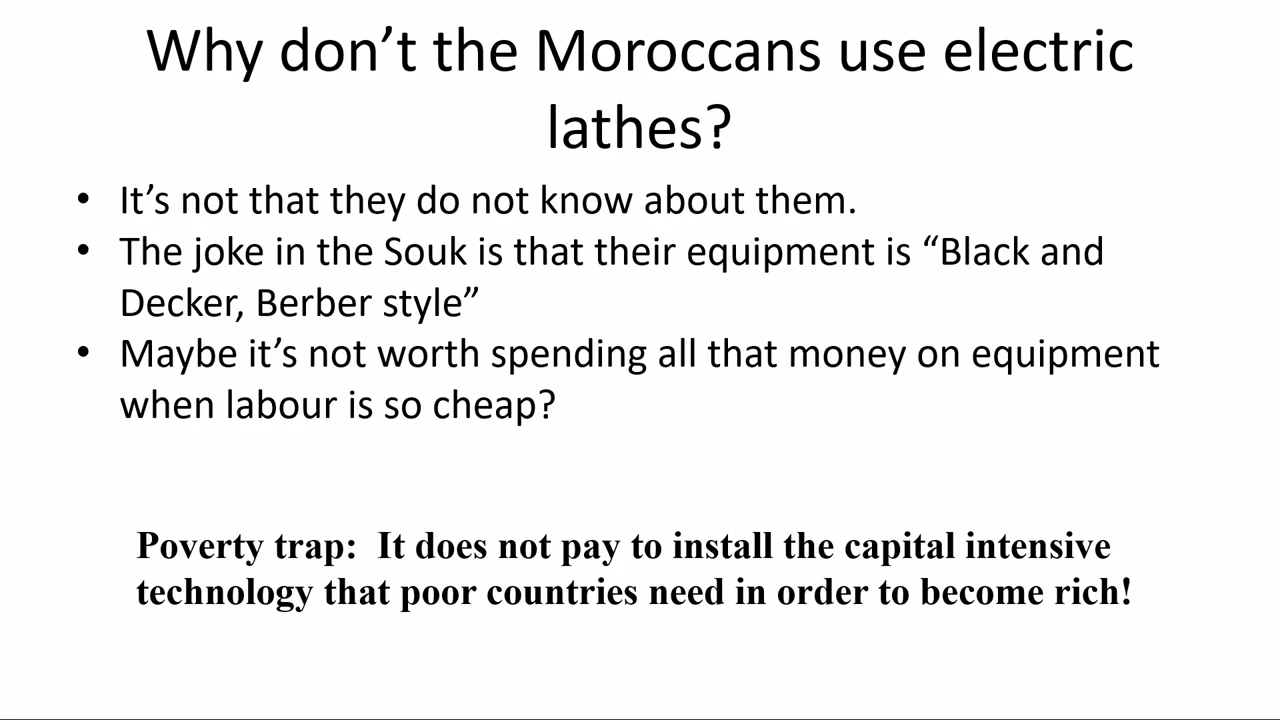 Why don’t the Moroccans use electric
lathes?
• It’s not that they do not know about them.
• The joke in the Souk is that their equipment is “Black and
Decker, Berber style”
• Maybe it’s not worth spending all that money on equipment
when labour is so cheap?
Poverty trap:  It does not pay to install the capital intensive
technology that poor countries need in order to become rich!